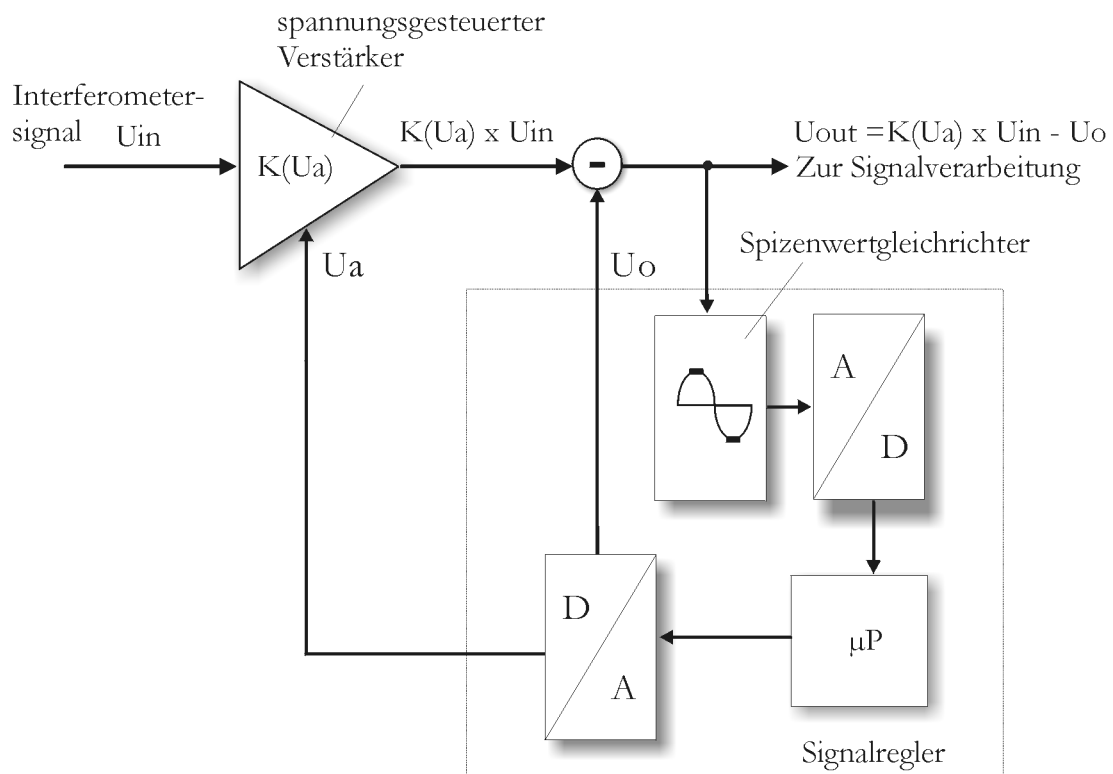 spannungsgesteuerter
Verstärker
Interferometer-
signal
Uin
K(Ua)
K(Ua) x Uin
-
Uout =K(Ua) x Uin - Uo
Zur Signalverarbeitung
Ua
Uo
Spizenwertgleichrichter
A
D
D
A
µP
Signalregler